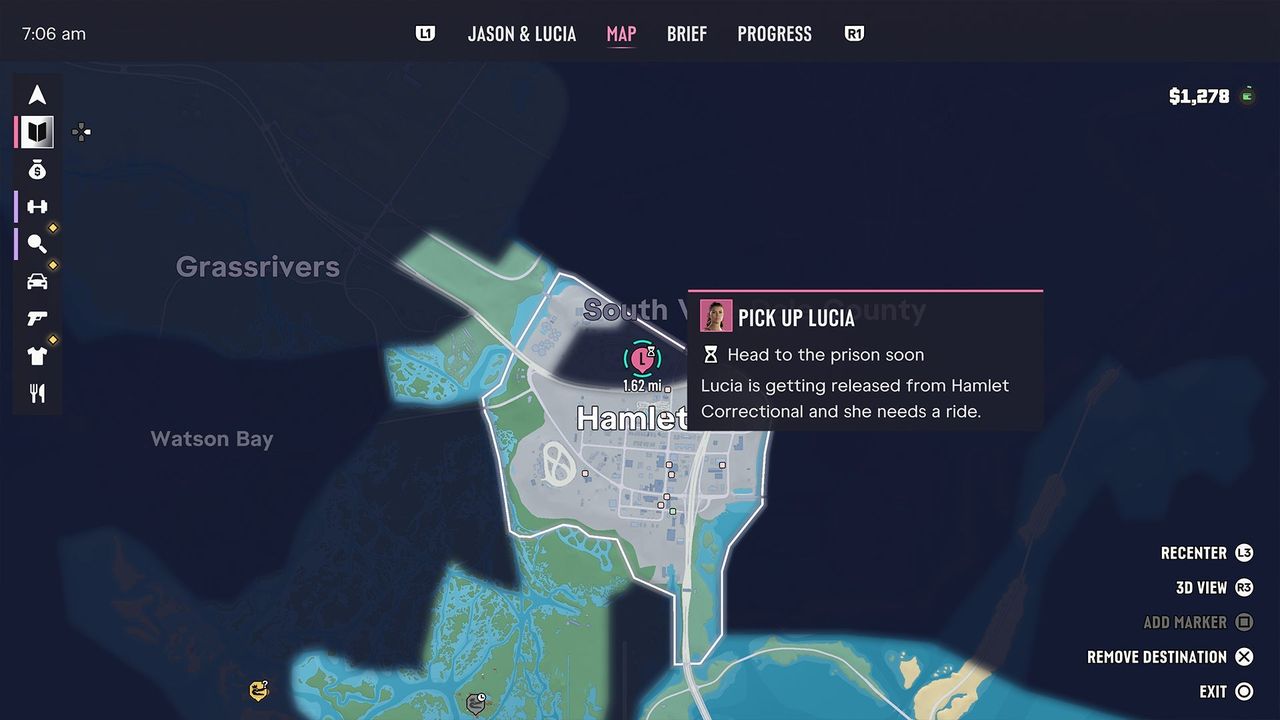 7:06 am
L1
JASON & LUCIA
MAP
BRIEF
PROGRESS
R1
$1,278
Grassrivers
South V
County
PICK UP LUCIA
Head to the prison soon
Lucia is getting released from Hamlet
Correctional and she needs a ride.
L
1.62 mi
Hamlet
Watson Bay
RECENTER L3
3D VIEW R3
ADD MARKER
REMOVE DESTINATION
EXIT